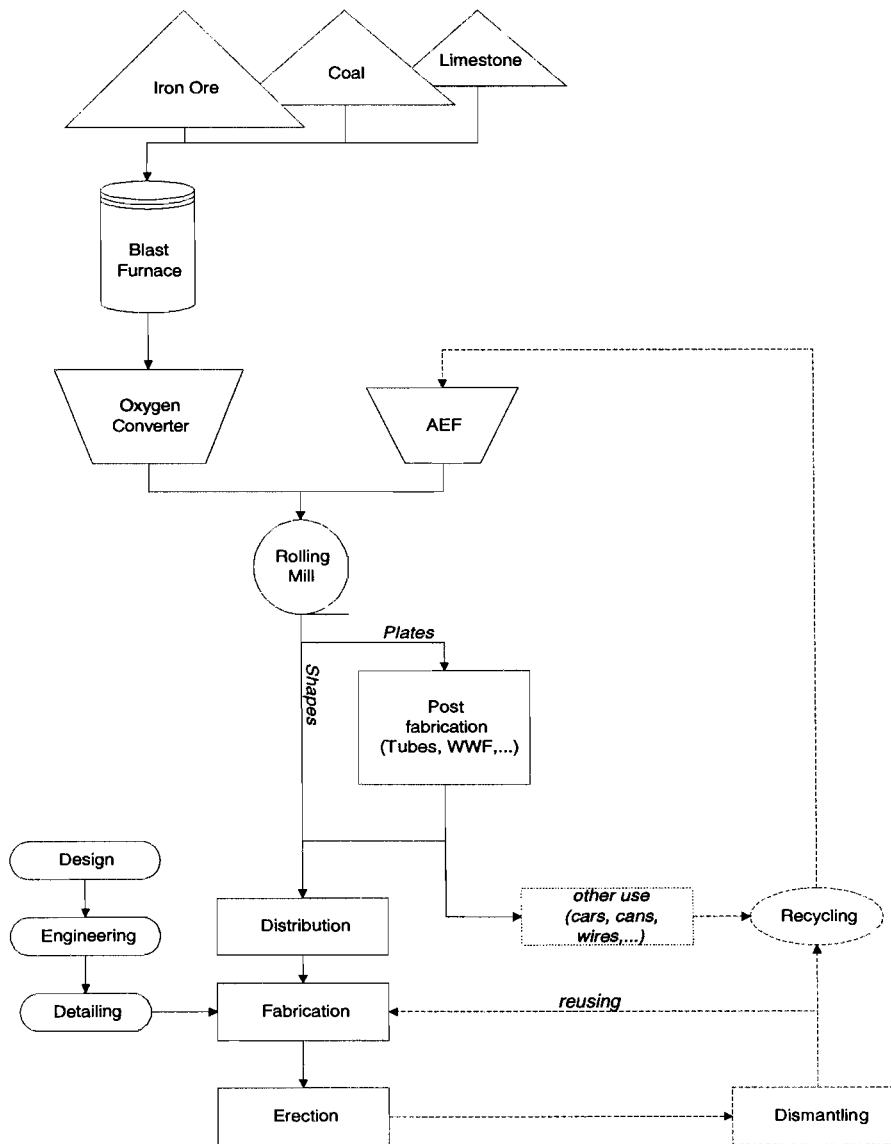 Iron Ore
Coal
Limestone
Blast
Furnace
Oxygen
Converter
AEF
Rolling
Mill
Plates
Shapes
Post
fabrication
(Tubes, WWF,...)
Design
Engineering
Detailing
Distribution
other use
(cars, cans,
wires,...)
Recycling
Fabrication
reusing
Erection
Dismantling